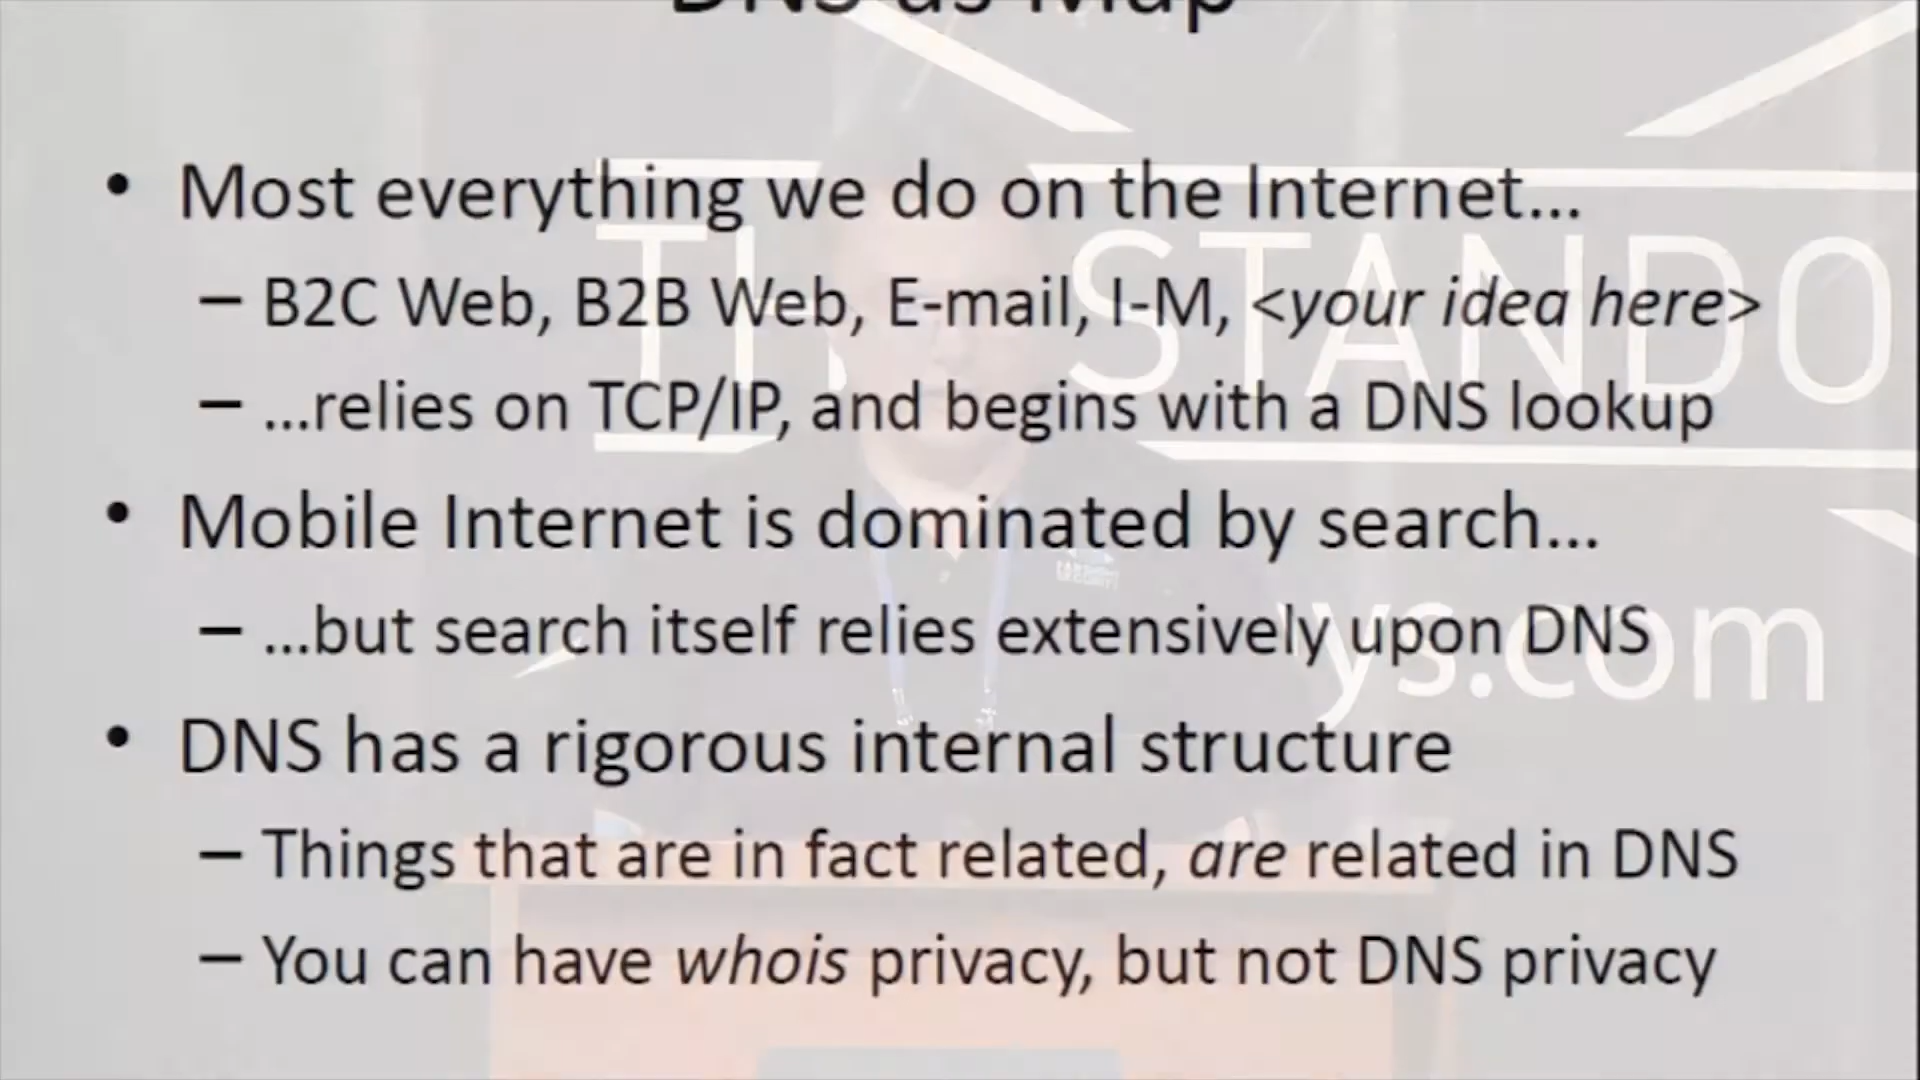 DNS as Map
• Most everything we do on the Internet...
– B2C Web, B2B Web, E-mail, I-M, <your idea here>
– ...relies on TCP/IP, and begins with a DNS lookup
• Mobile Internet is dominated by search...
– ...but search itself relies extensively upon DNS
• DNS has a rigorous internal structure
– Things that are in fact related, are related in DNS
– You can have whois privacy, but not DNS privacy
STANDO
ys.com